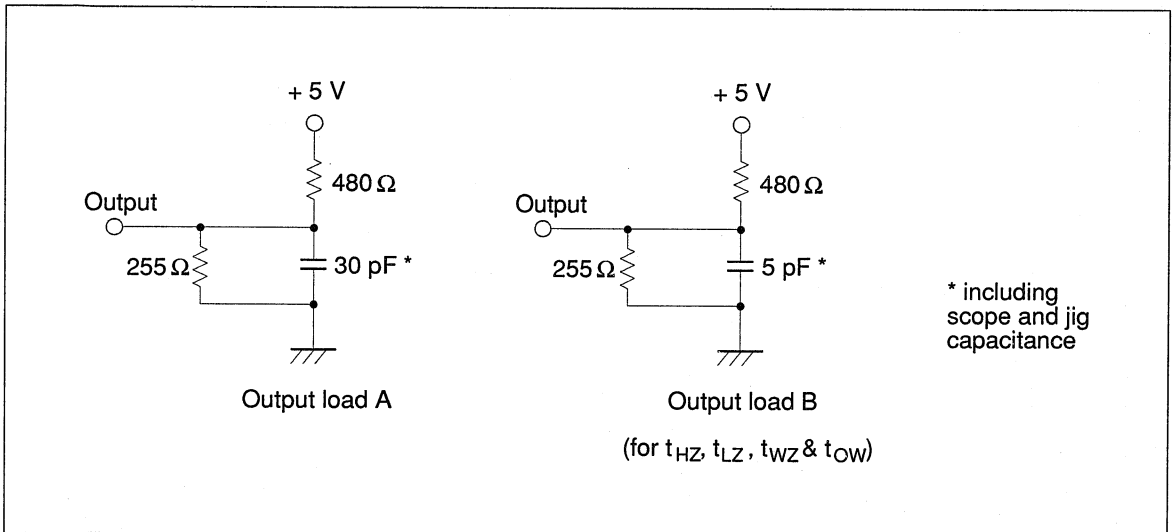 + 5 V
480 Ω
Output
255 Ω
30 pF *
Output load A
+ 5 V
480 Ω
Output
255 Ω
5 pF *
Output load B
(for tHZ, tLZ , tWZ & tOW)
* including
scope and jig
capacitance